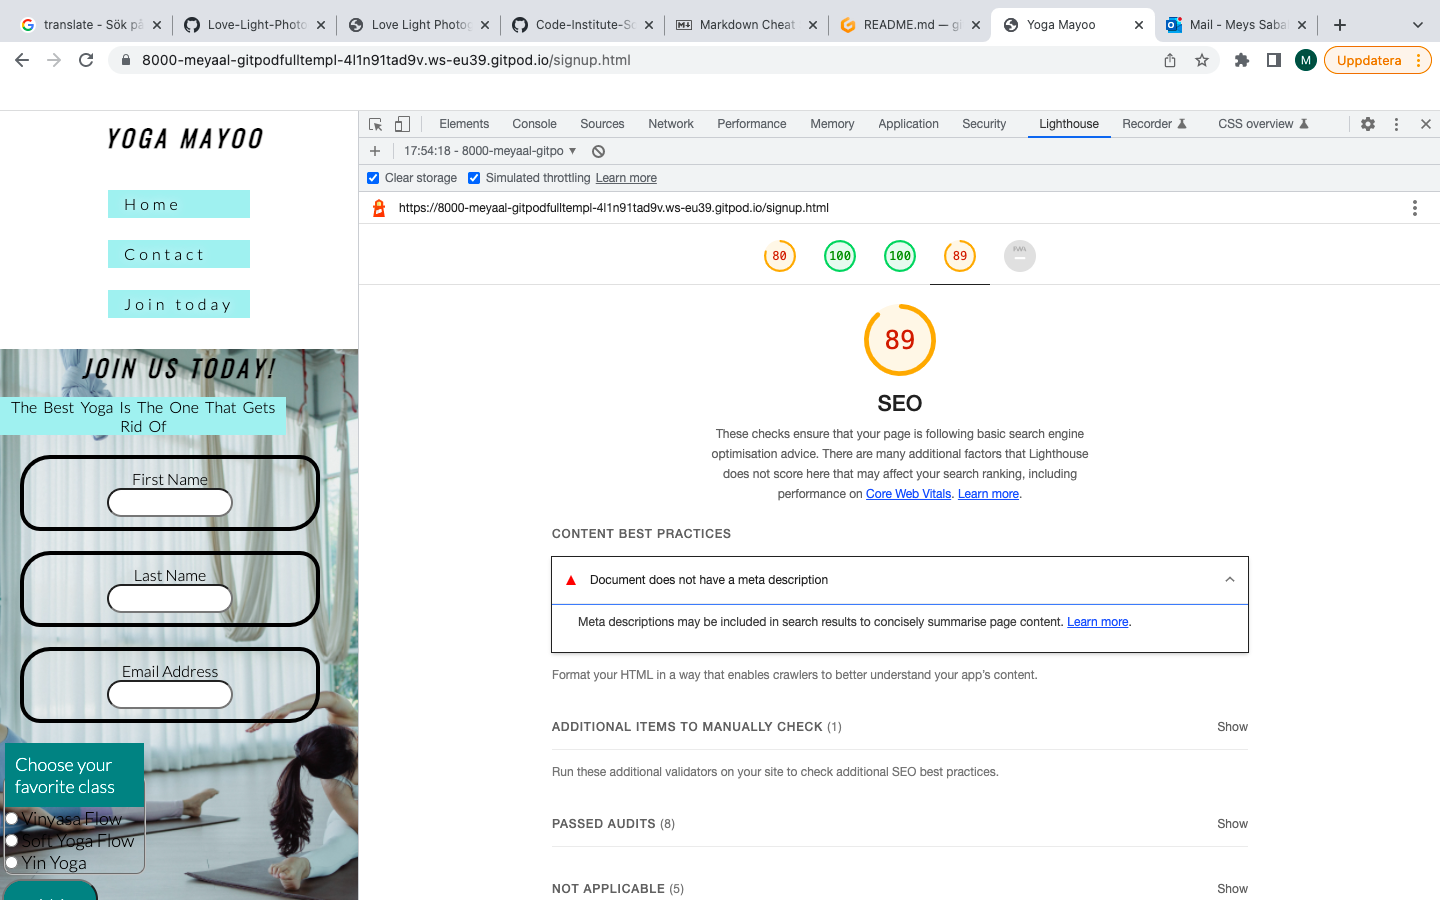 translate - Sök på
Love-Light-Photo
Love Light Photog
Code-Institute-So
Markdown Cheat
README.md — gi
Yoga Mayoo
Mail - Meys Sabal
8000-meyaal-gitpodfulltempl-4l1n91tad9v.ws-eu39.gitpod.io/signup.html
M
Uppdatera
YOGA MAYOO
Home
Contact
Join today
JOIN US TODAY!
The Best Yoga Is The One That Gets
Rid Of
First Name
Last Name
Email Address
Choose your
favorite class
Vinyasa Flow
Soft Yoga Flow
Yin Yoga
Elements Console Sources Network Performance Memory Application Security Lighthouse Recorder CSS overview
17:54:18 - 8000-meyaal-gitpo
Clear storage Simulated throttling Learn more
https://8000-meyaal-gitpodfulltempl-4l1n91tad9v.ws-eu39.gitpod.io/signup.html
80 100 100 89 PWA
89
SEO
These checks ensure that your page is following basic search engine
optimisation advice. There are many additional factors that Lighthouse
does not score here that may affect your search ranking, including
performance on Core Web Vitals. Learn more.
CONTENT BEST PRACTICES
Document does not have a meta description
Meta descriptions may be included in search results to concisely summarise page content. Learn more.
Format your HTML in a way that enables crawlers to better understand your app's content.
ADDITIONAL ITEMS TO MANUALLY CHECK (1) Show
Run these additional validators on your site to check additional SEO best practices.
PASSED AUDITS (8) Show
NOT APPLICABLE (5) Show